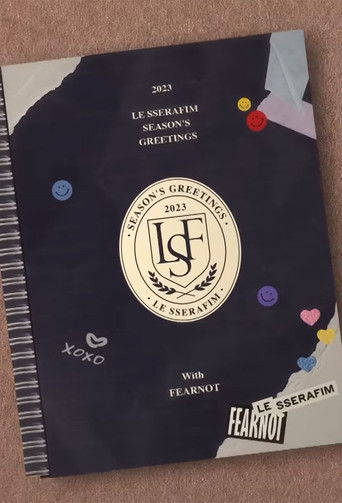 2023
LE SSERAFIM
SEASON'S
GREETINGS
· SEASON'S GREETINGS ·
2023
LSF
LE SSERAFIM
XOXO
With
FEARNOT
LE SSERAFIM
FEARNOT